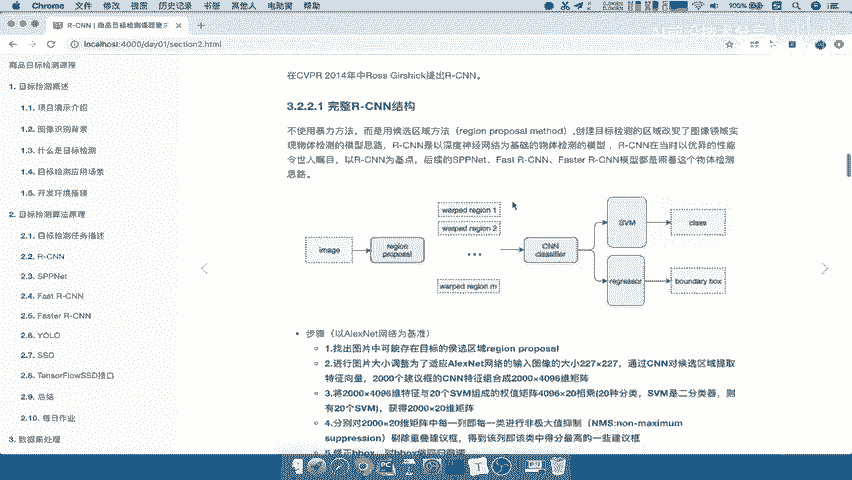 Chrome 文件 修改 视图 历史记录 书签 其他人 电动窗 帮助
100%
R-CNN | 商品目标检测课程
localhost:4000/day01/section2.html
商品目标检测课程
1. 目标检测概述
1.1. 项目演示介绍
1.2. 图像识别背景
1.3. 什么是目标检测
1.4. 目标检测应用场景
1.5. 开发环境搭建
2. 目标检测算法原理
2.1. 目标检测任务描述
2.2. R-CNN
2.3. SPPNet
2.4. Fast R-CNN
2.5. Faster R-CNN
2.6. YOLO
2.7. SSD
2.8. TensorFlowSSD接口
2.9. 总结
2.10. 每日作业
3. 数据集处理
在CVPR 2014年中Ross Girshick提出R-CNN。
3.2.2.1 完整R-CNN结构
不使用暴力方法，而是用候选区域方法（region proposal method）,创建目标检测的区域改变了图像领域实
现物体检测的模型思路，R-CNN是以深度神经网络为基础的物体检测的模型，R-CNN在当时以优异的性能
令世人瞩目，以R-CNN为基点，后续的SPPNet、Fast R-CNN、Faster R-CNN模型都是照着这个物体检测
思路。
image
region
proposal
warped region 1
warped region 2
...
warped region m
CNN
classifier
SVM
class
regressor
boundary box
步骤（以AlexNet网络为基准）
1.找出图片中可能存在目标的侯选区域region proposal
2.进行图片大小调整为了适应AlexNet网络的输入图像的大小227×227，通过CNN对候选区域提取
特征向量，2000个建议框的CNN特征组合成2000×4096维矩阵
3.将2000×4096维特征与20个SVM组成的权值矩阵4096×20相乘(20种分类，SVM是二分类器，则
有20个SVM)，获得2000×20维矩阵
4.分别对2000×20维矩阵中每一列即每一类进行非极大值抑制（NMS:non-maximum
suppression）剔除重叠建议框，得到该列即该类中得分最高的一些建议框